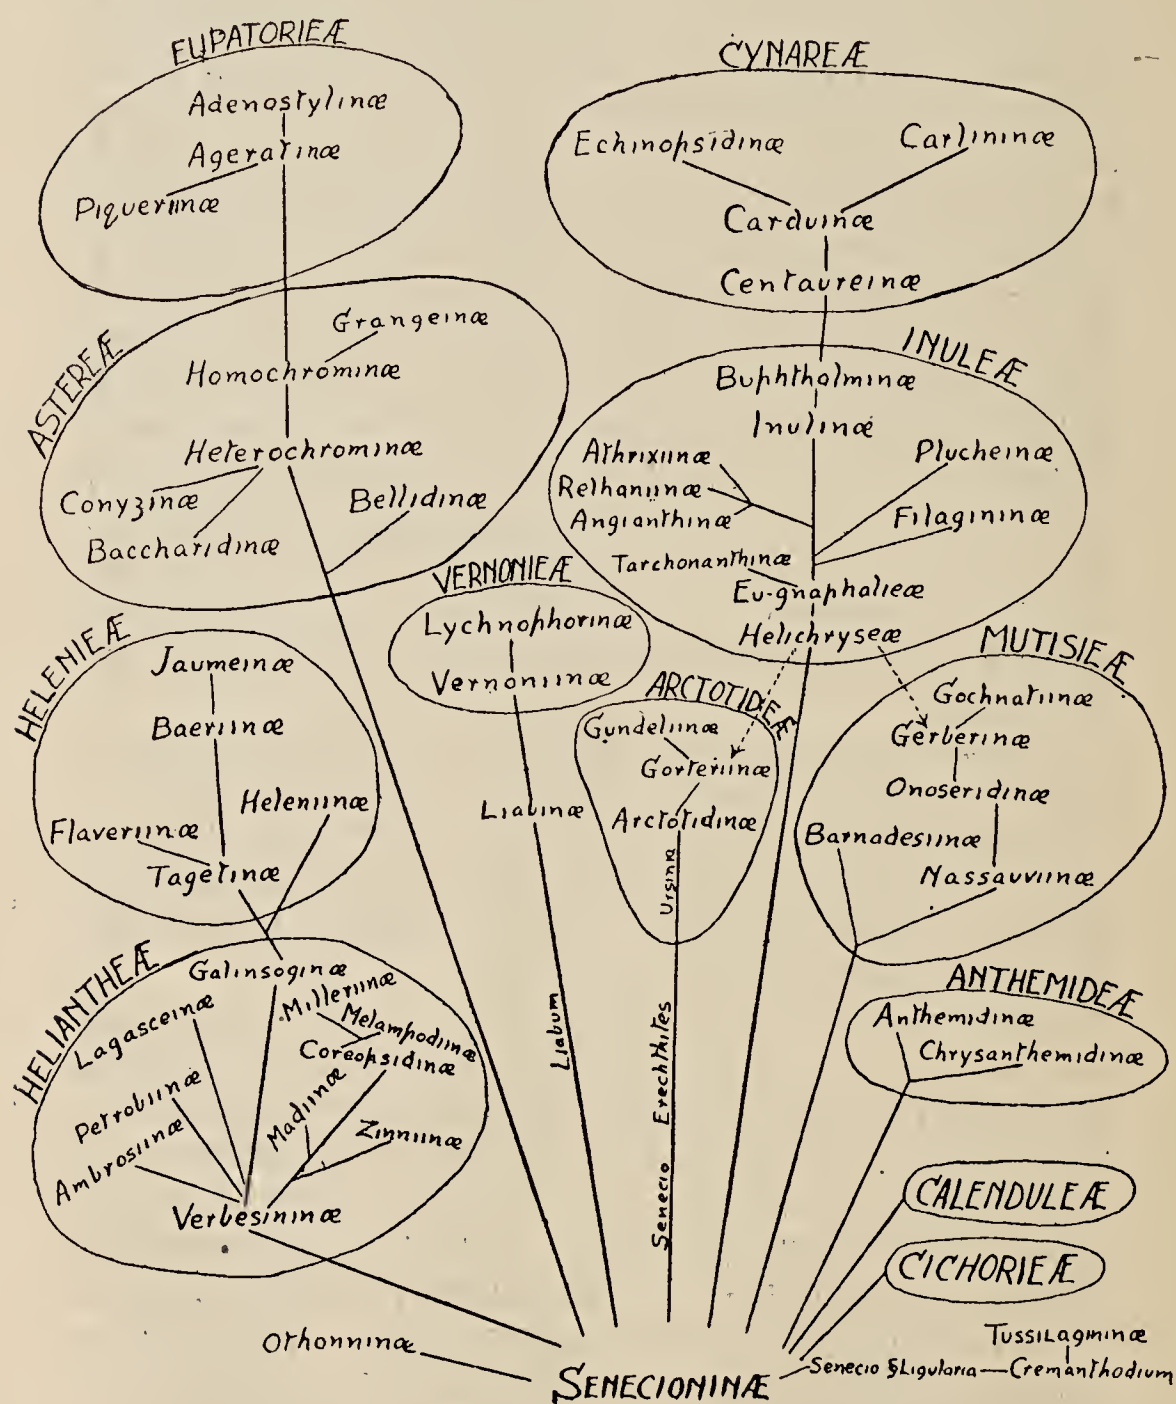 EUPATORIEÆ
Adenostylinæ
Ageratinæ
Piqueriinæ
CYNAREÆ
Echinopsidinæ
Carlininæ
Carduinæ
Centaureinæ
ASTEREÆ
Grangeinæ
Homochrominæ
Heterochrominæ
Conyzinæ
Bellidinæ
Baccharidinæ
INULEÆ
Buphthalminæ
Inulinæ
Athrixiinæ
Plucheinæ
Relhaniinæ
Angianthinæ
Filagininæ
Tarchonanthinæ
Eu-gnaphalieæ
Helichryseæ
VERNONIEÆ
Lychnophorinæ
Vernoniinæ
Liabinæ
Liabum
HELENIEÆ
Jaumeinæ
Baeriinæ
Heleniinæ
Flaveriinæ
Tagetinæ
ARCTOTIDEÆ
Gundeliinæ
Gorteriinæ
Arctotidinæ
Ursinia
Erechthites
Senecio
MUTISIEÆ
Gochnatiinæ
Gerberinæ
Onoseridinæ
Barnadesiinæ
Nassauviinæ
HELIANTHEÆ
Galinsoginæ
Milleriinæ
Lagasceinæ
Melampodiinæ
Coreopsidinæ
Petrobiinæ
Madiinæ
Zinniinæ
Ambrosiinæ
Verbesininæ
ANTHEMIDEÆ
Anthemidinæ
Chrysanthemidinæ
CALENDULEÆ
CICHORIEÆ
Othonninæ
TUSSILAGININÆ
Senecio §Ligularia—Cremanthodium
SENECIONINÆ